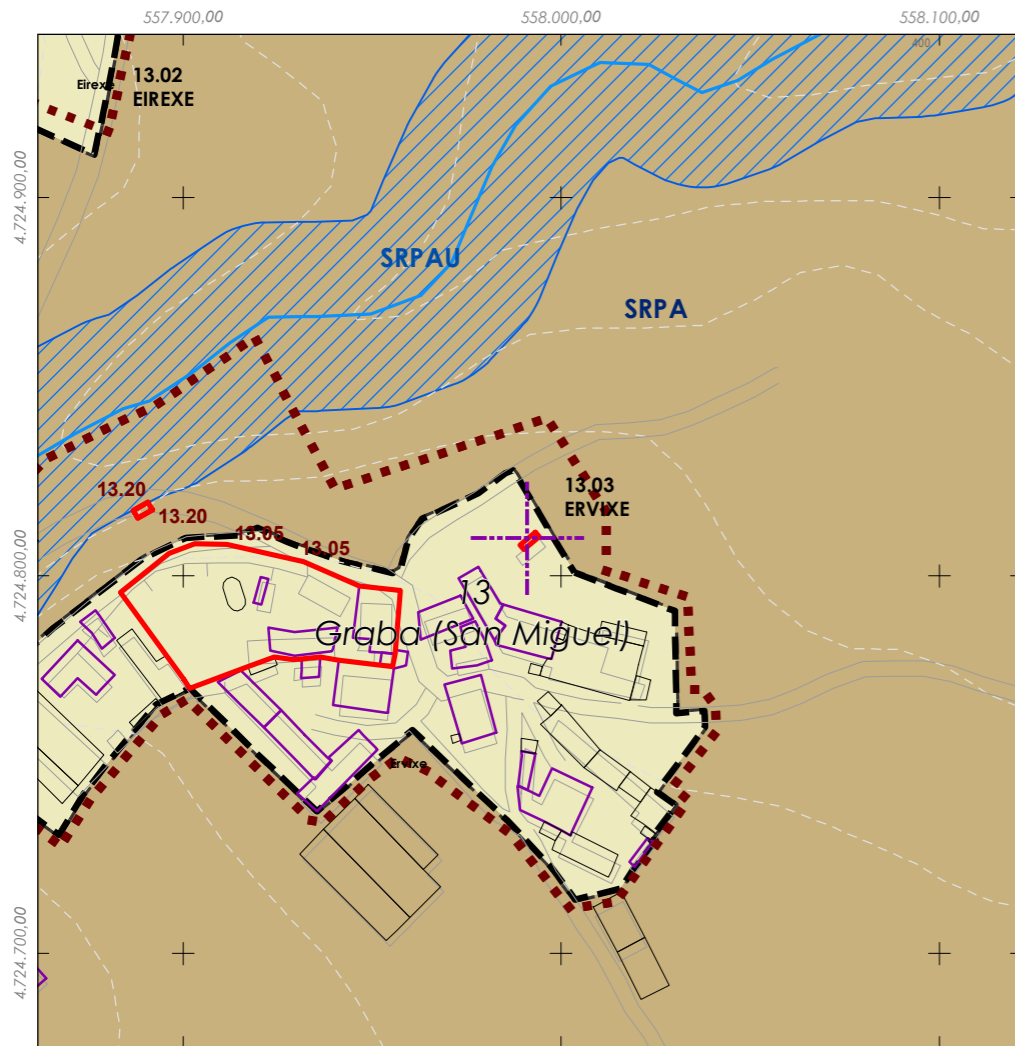 557.900,00
558.000,00
558.100,00
400
Eirexe
13.02
EIREXE
4.724.900,00
SRPAU
SRPA
13.20
13.20
13.05
13.05
13.03
ERVIXE
4.724.800,00
13
Graba (San Miguel)
Ervixe
4.724.700,00